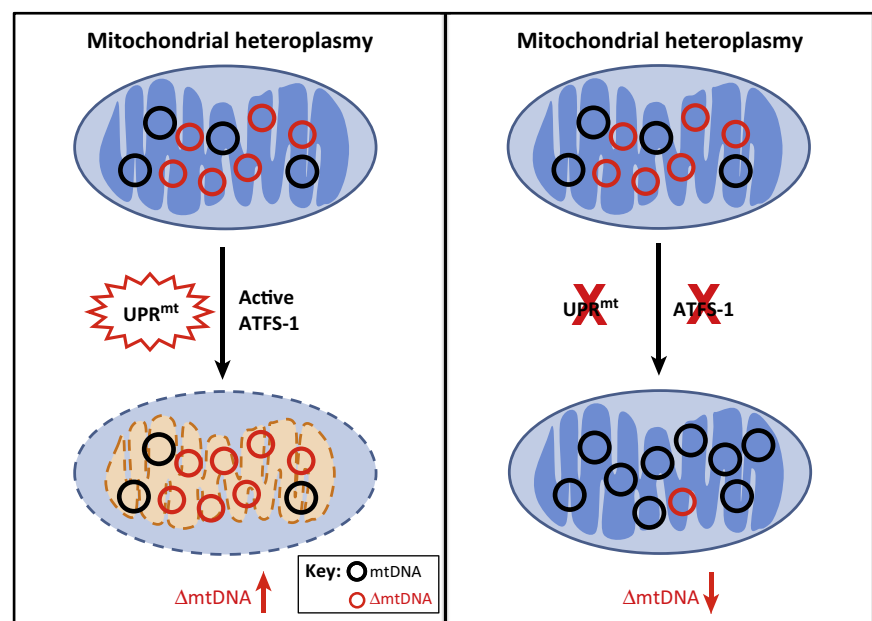 Mitochondrial heteroplasmy
UPRᵐᵗ
Active
ATFS-1
Key: mtDNA
ΔmtDNA
ΔmtDNA
Mitochondrial heteroplasmy
UPRᵐᵗ
ATFS-1
ΔmtDNA